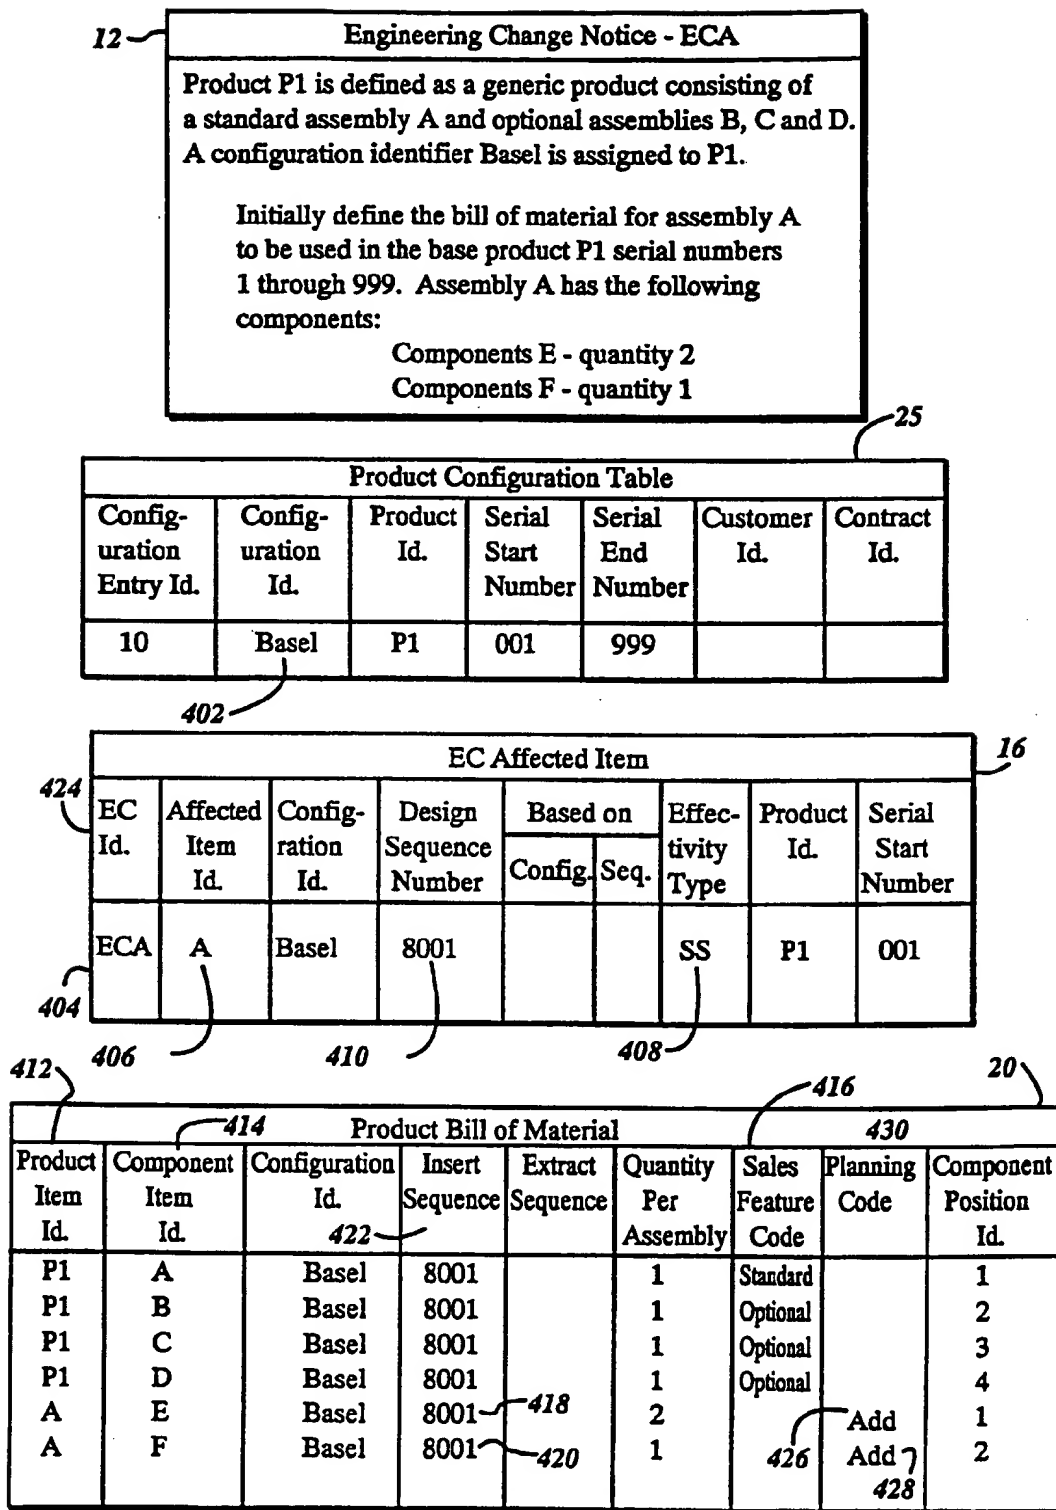 12
Engineering Change Notice - ECA
Product P1 is defined as a generic product consisting of
a standard assembly A and optional assemblies B, C and D.
A configuration identifier Basel is assigned to P1.
Initially define the bill of material for assembly A
to be used in the base product P1 serial numbers
1 through 999. Assembly A has the following
components:
Components E - quantity 2
Components F - quantity 1
25
Product Configuration Table
Config- Config- Product Serial Serial Customer Contract
uration uration Id. Start End Id. Id.
Entry Id. Id. Number Number
10 Basel P1 001 999
402
EC Affected Item
16
424
EC Affected Config- Design Based on Effec- Product Serial
Id. Item ration Sequence Config. Seq. tivity Id. Start
Id. Id. Number Type Number
ECA A Basel 8001 SS P1 001
404
406 410 408
412 416 20
414 Product Bill of Material 430
Product Component Configuration Insert Extract Quantity Sales Planning Component
Item Item Id. Sequence Sequence Per Feature Code Position
Id. Id. 422 Assembly Code Id.
P1 A Basel 8001 1 Standard 1
P1 B Basel 8001 1 Optional 2
P1 C Basel 8001 1 Optional 3
P1 D Basel 8001 1 Optional 4
A E Basel 8001 418 2 Add 1
A F Basel 8001 420 1 426 Add 2
428